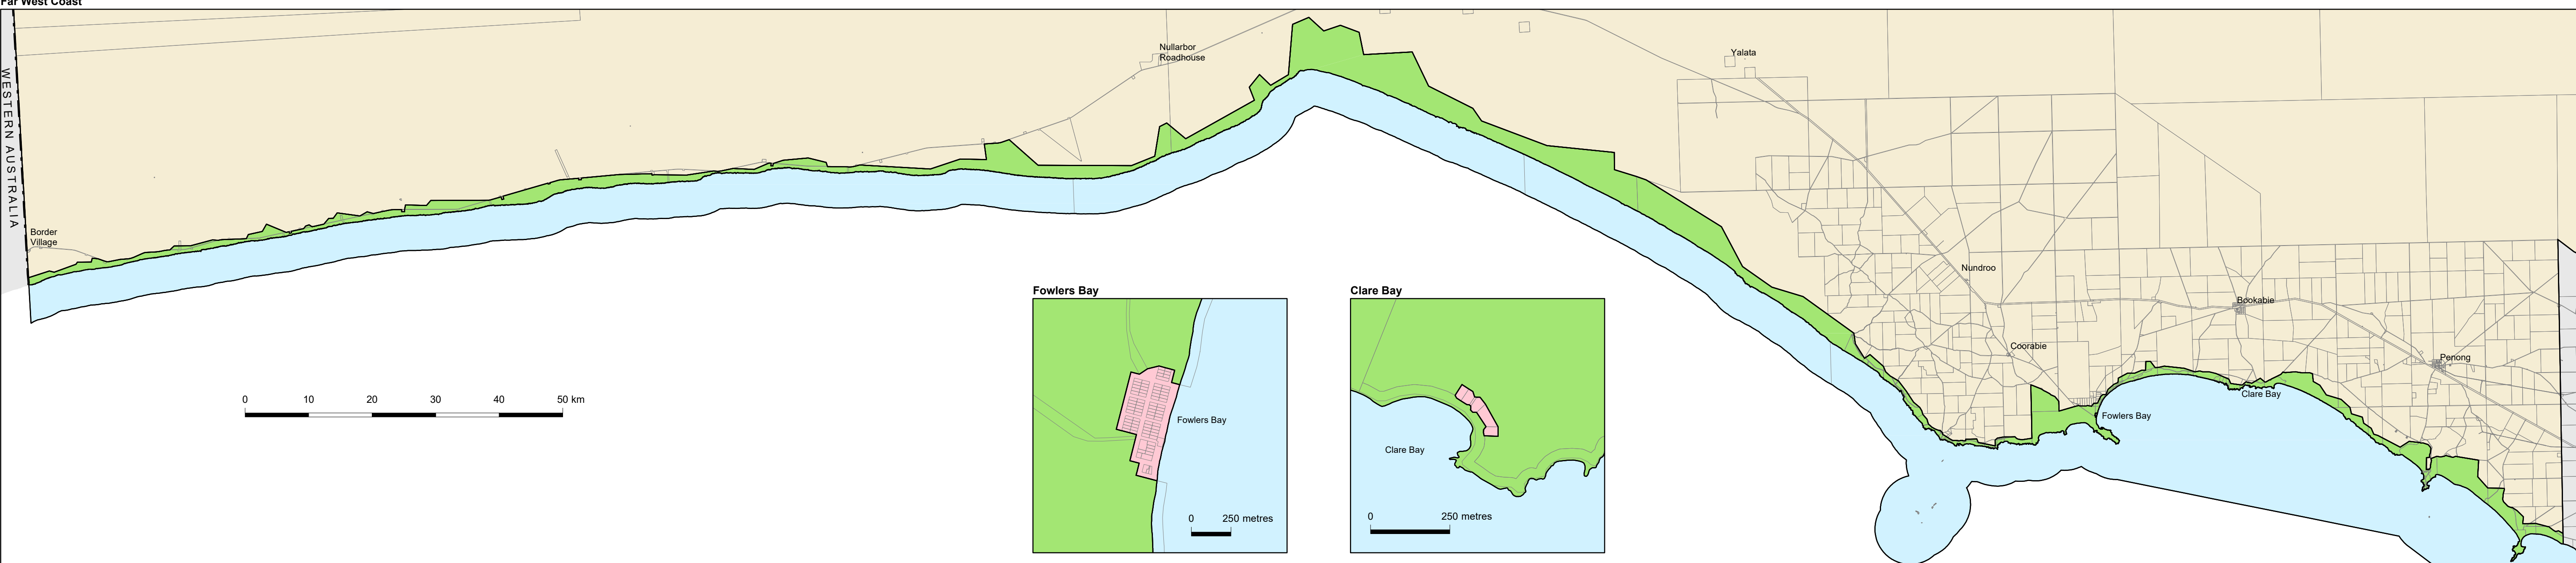 Far West Coast
WESTERN AUSTRALIA
Nullarbor
Roadhouse
Yalata
Border
Village
Nundroo
Bookabie
Coorabie
Penong
Clare Bay
Fowlers Bay
0 10 20 30 40 50 km
Fowlers Bay
Fowlers Bay
0 250 metres
Clare Bay
Clare Bay
0 250 metres